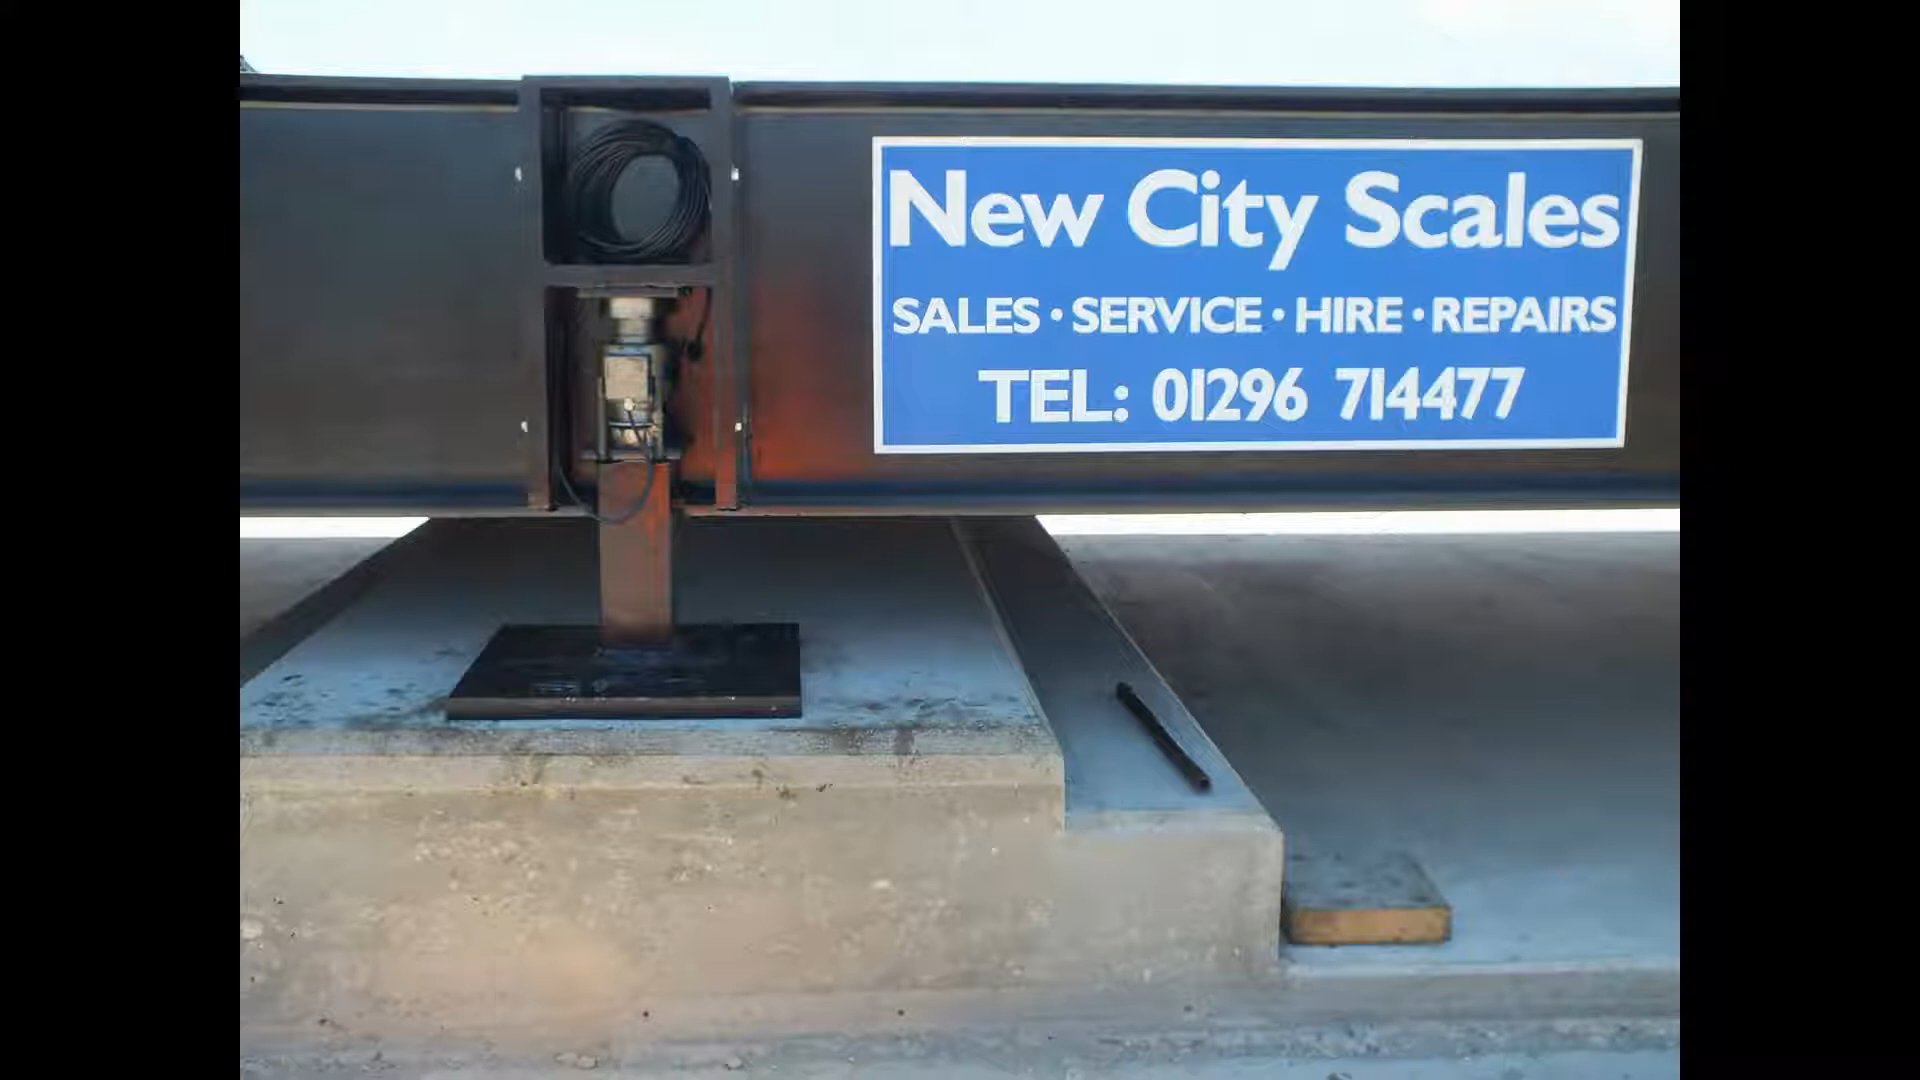 New City Scales
SALES • SERVICE • HIRE • REPAIRS
TEL: 01296 714477